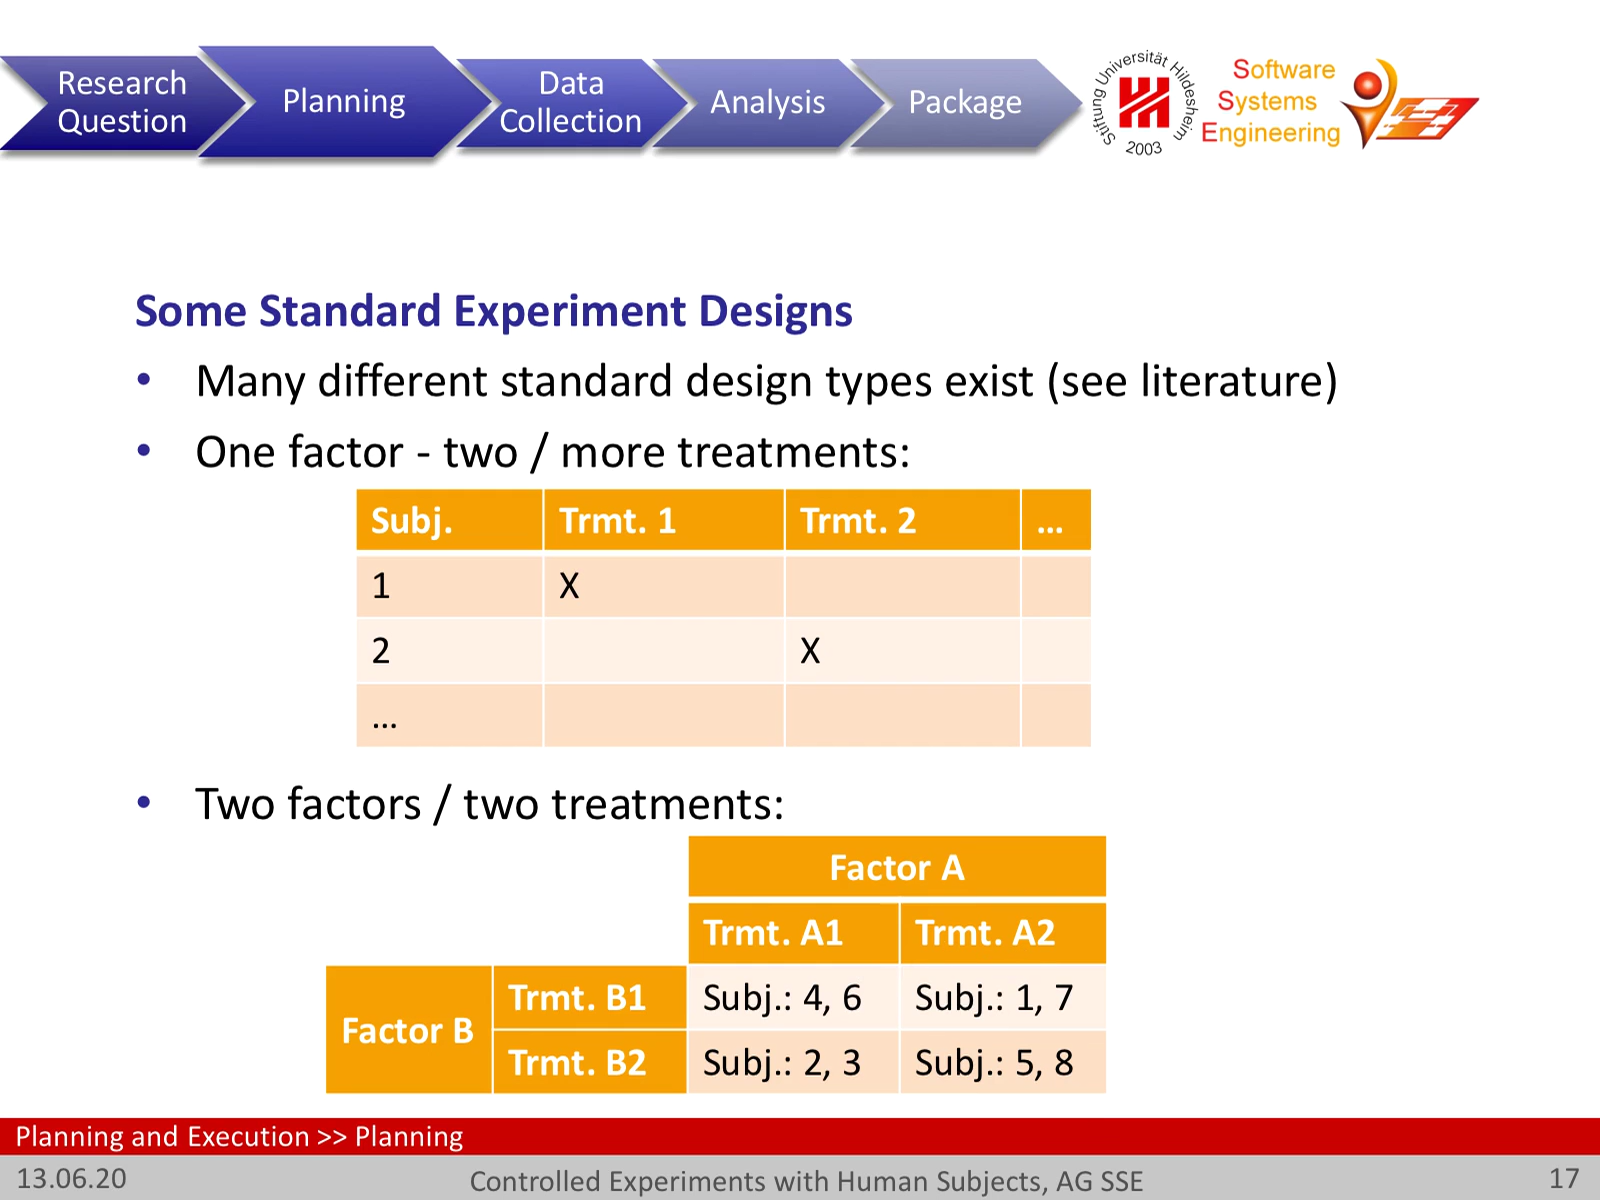 Research
Question
Planning
Data
Collection
Analysis
Package
Stiftung Universität Hildesheim
2003
Software
Systems
Engineering
Some Standard Experiment Designs
• Many different standard design types exist (see literature)
• One factor - two / more treatments:
Subj. Trmt. 1 Trmt. 2 ...
1 X
2 X
...
• Two factors / two treatments:
Factor A
Trmt. A1 Trmt. A2
Factor B
Trmt. B1 Subj.: 4, 6 Subj.: 1, 7
Trmt. B2 Subj.: 2, 3 Subj.: 5, 8
Planning and Execution >> Planning
13.06.20 Controlled Experiments with Human Subjects, AG SSE 17